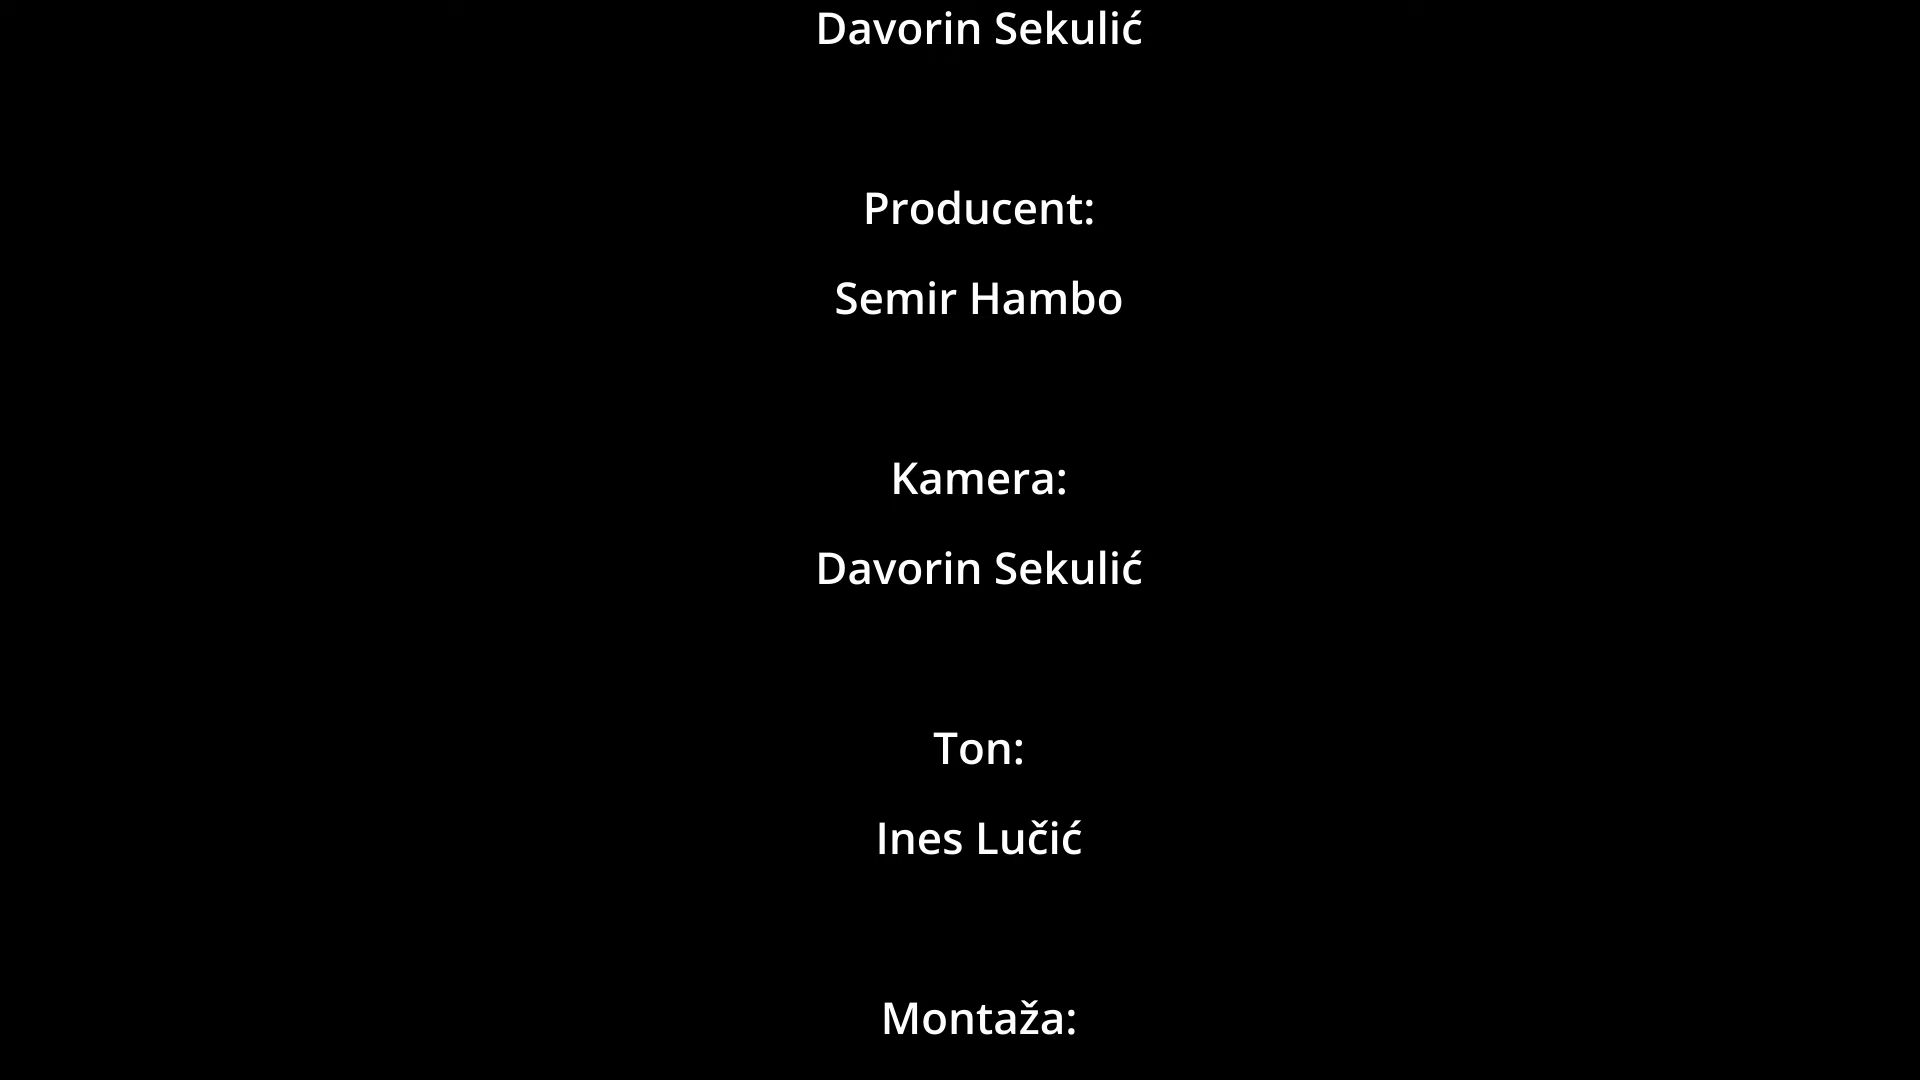 Davorin Sekulić
Producent:
Semir Hambo
Kamera:
Davorin Sekulić
Ton:
Ines Lučić
Montaža: